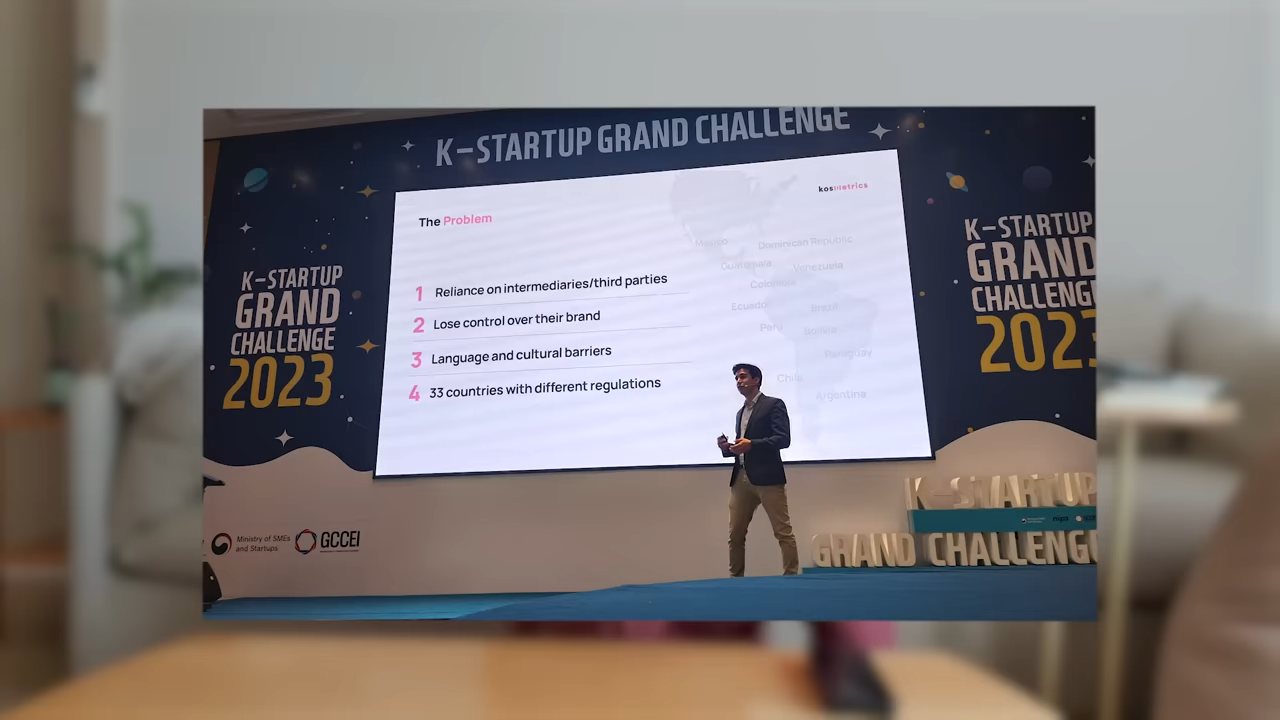 K-STARTUP GRAND CHALLENGE
kosmetrics
The Problem
1 Reliance on intermediaries/third parties
2 Lose control over their brand
3 Language and cultural barriers
4 33 countries with different regulations
Mexico
Dominican Republic
Guatemala
Venezuela
Colombia
Ecuador
Brazil
Peru
Bolivia
Paraguay
Chile
Argentina
K-STARTUP
GRAND
CHALLENGE
2023
K-STARTUP
GRAND
CHALLENGE
2023
Ministry of SMEs
and Startups
GCCEI
K-STARTUP
GRAND CHALLENGE